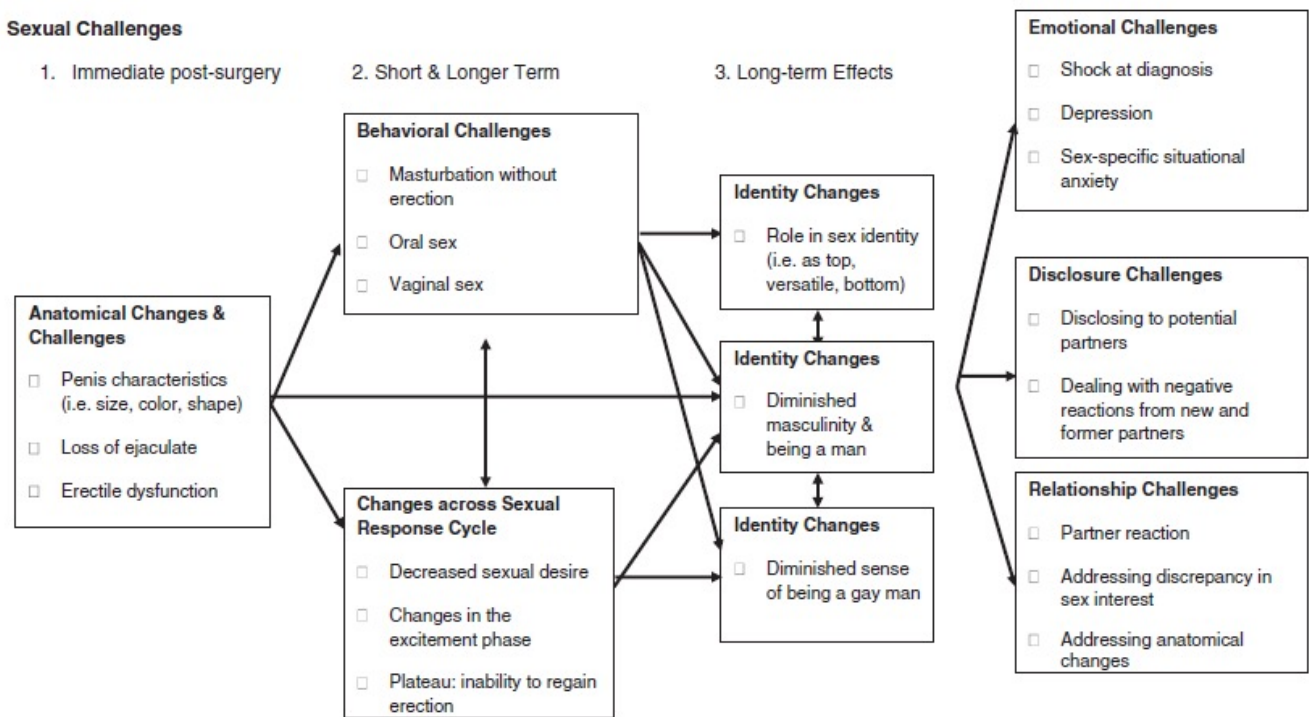 Sexual Challenges
1. Immediate post-surgery
2. Short & Longer Term
3. Long-term Effects
Anatomical Changes &
Challenges
Penis characteristics
(i.e. size, color, shape)
Loss of ejaculate
Erectile dysfunction
Behavioral Challenges
Masturbation without
erection
Oral sex
Vaginal sex
Changes across Sexual
Response Cycle
Decreased sexual desire
Changes in the
excitement phase
Plateau: inability to regain
erection
Identity Changes
Role in sex identity
(i.e. as top,
versatile, bottom)
Identity Changes
Diminished
masculinity &
being a man
Identity Changes
Diminished sense
of being a gay man
Emotional Challenges
Shock at diagnosis
Depression
Sex-specific situational
anxiety
Disclosure Challenges
Disclosing to potential
partners
Dealing with negative
reactions from new and
former partners
Relationship Challenges
Partner reaction
Addressing discrepancy in
sex interest
Addressing anatomical
changes